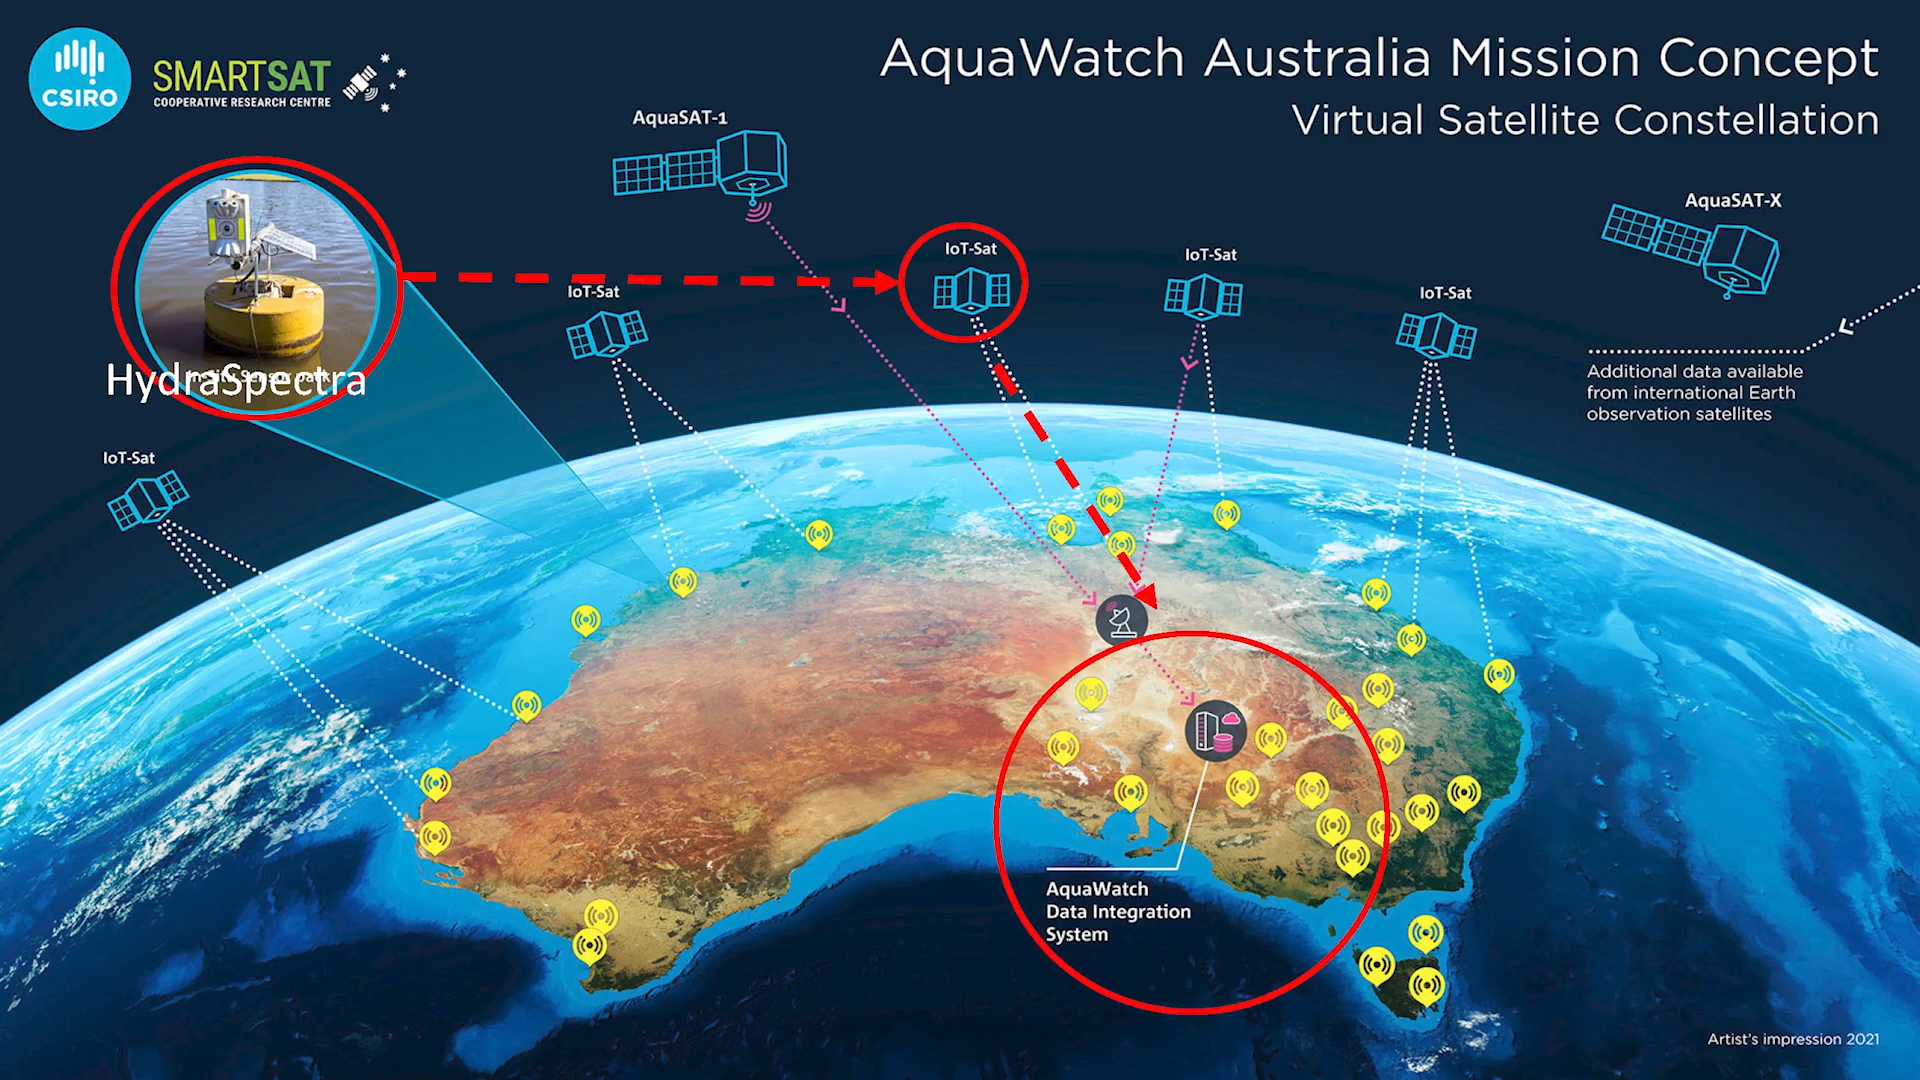 AquaWatch Australia Mission Concept
Virtual Satellite Constellation
CSIRO
SMARTSAT
COOPERATIVE RESEARCH CENTRE
AquaSAT-1
AquaSAT-X
IoT-Sat
IoT-Sat
IoT-Sat
IoT-Sat
IoT-Sat
HydraSpectra
Additional data available
from international Earth
observation satellites
AquaWatch
Data Integration
System
Artist's impression 2021